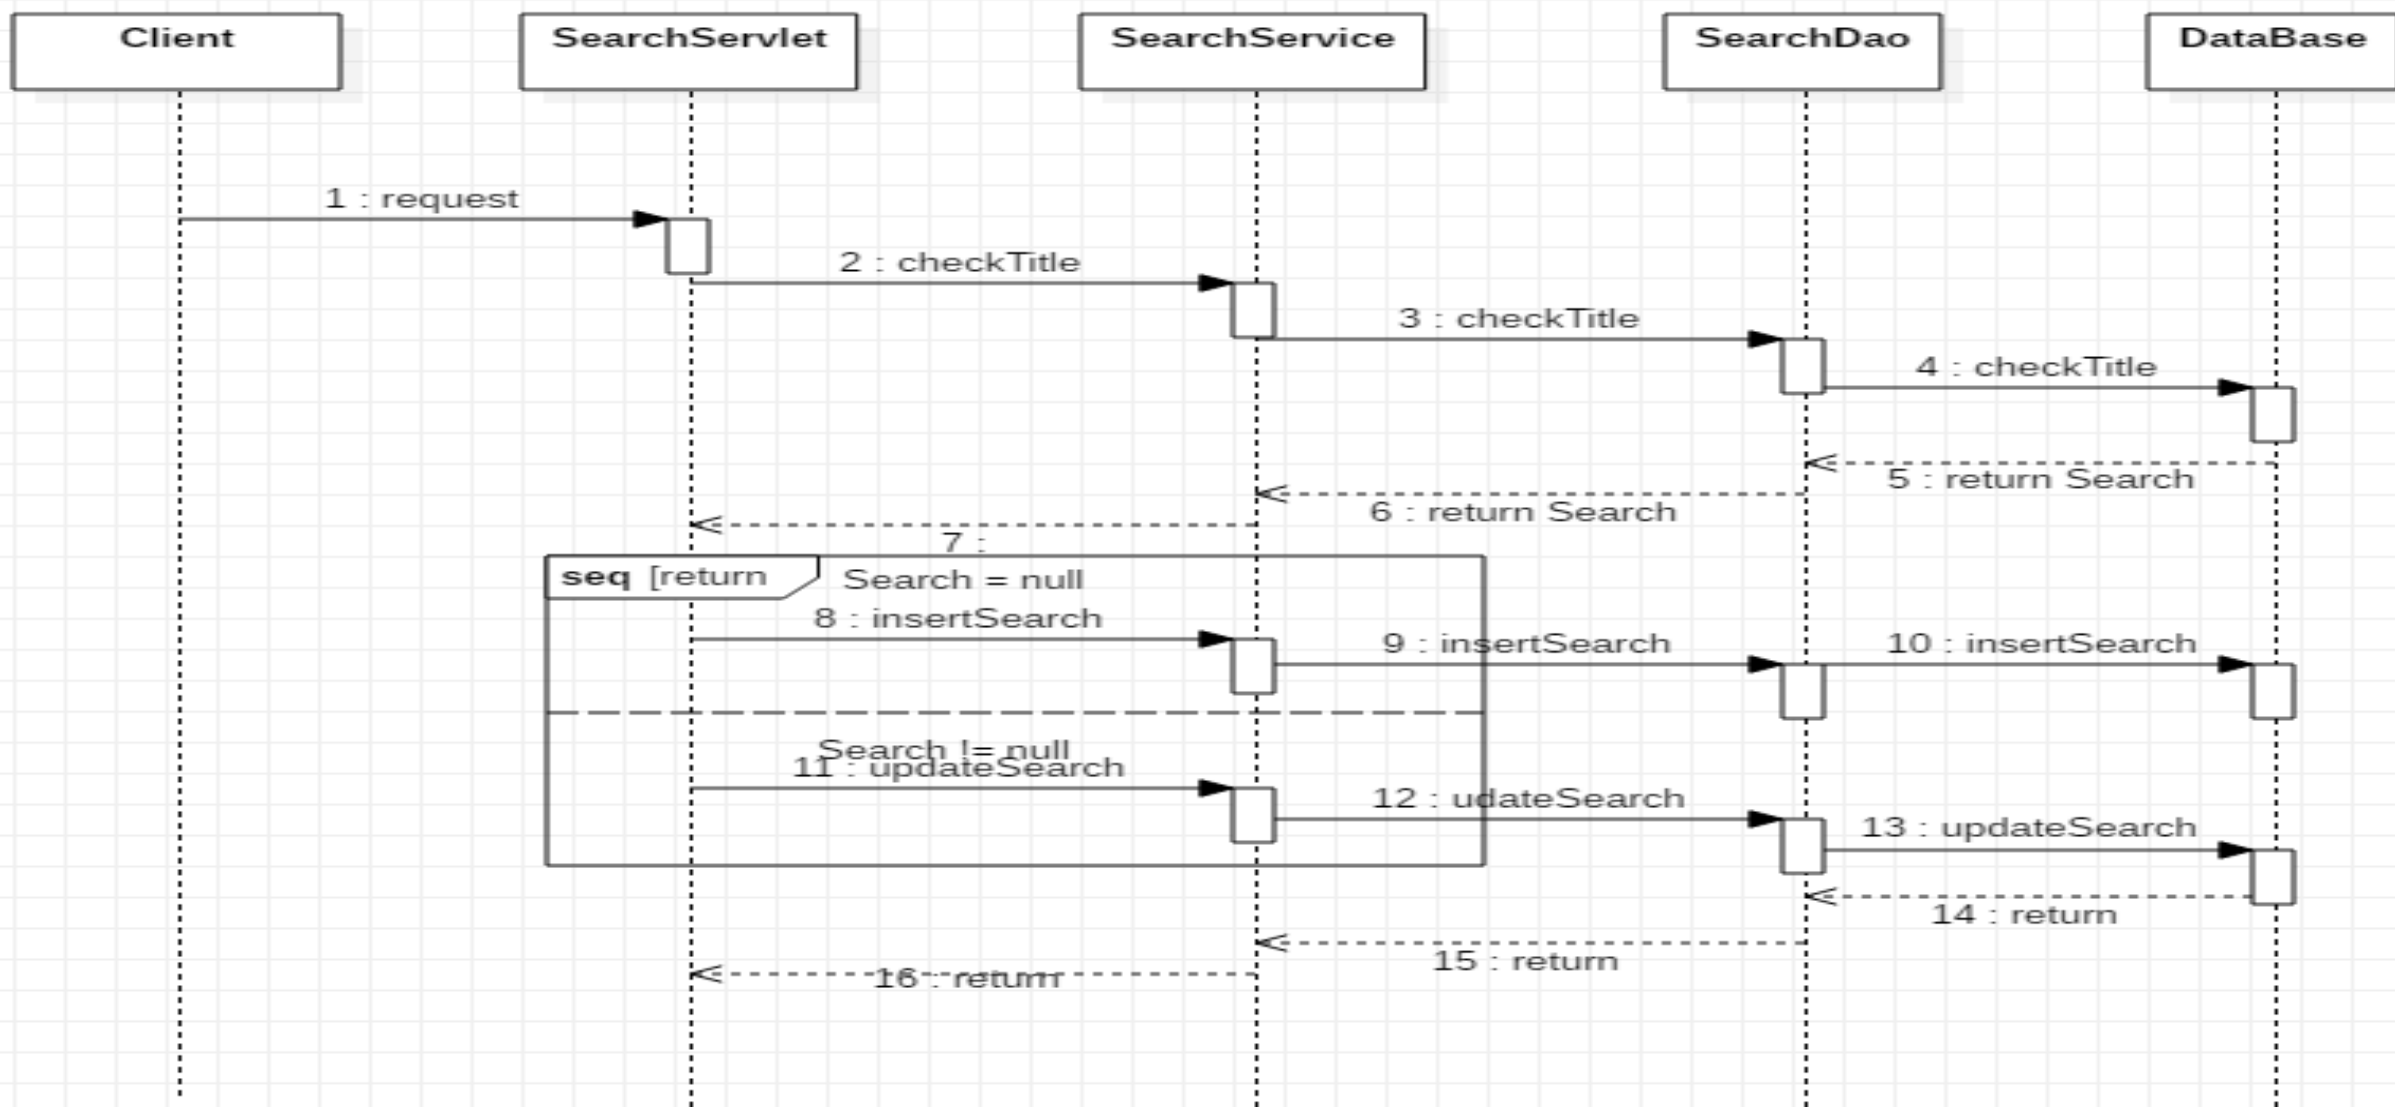 Client
SearchServlet
SearchService
SearchDao
DataBase
1 : request
2 : checkTitle
3 : checkTitle
4 : checkTitle
5 : return Search
6 : return Search
7 :
seq [return
Search = null
8 : insertSearch
9 : insertSearch
10 : insertSearch
Search != null
11 : updateSearch
12 : udateSearch
13 : updateSearch
14 : return
15 : return
16 : return